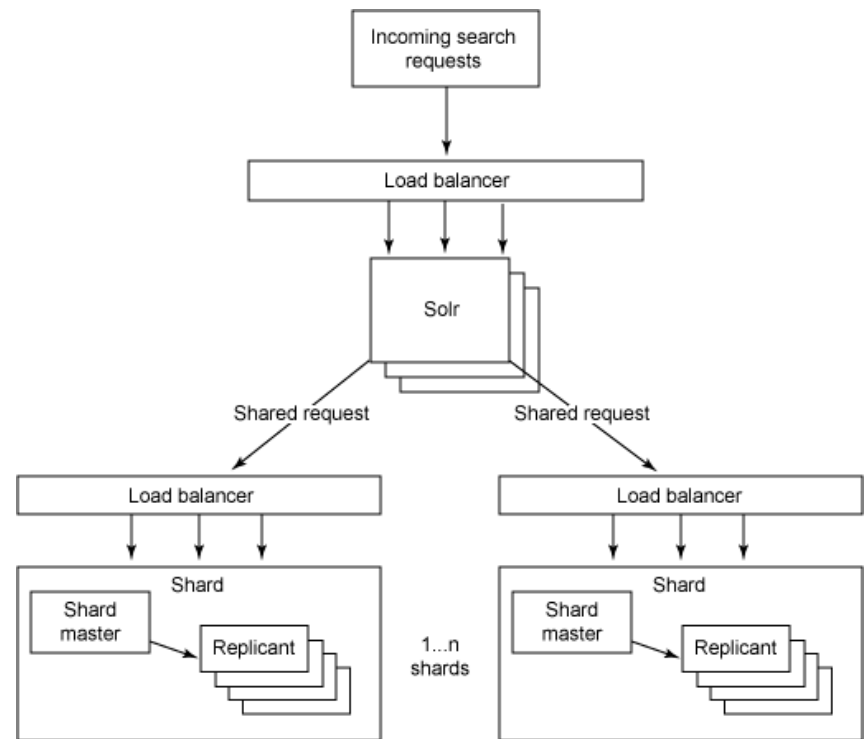 Incoming search
requests
Load balancer
Solr
Shared request
Shared request
Load balancer
Load balancer
Shard
Shard
master
Replicant
1...n
shards
Shard
Shard
master
Replicant